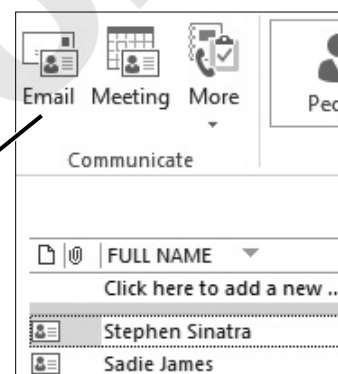 Email Meeting More
Communicate
FULL NAME
Click here to add a new ...
Stephen Sinatra
Sadie James